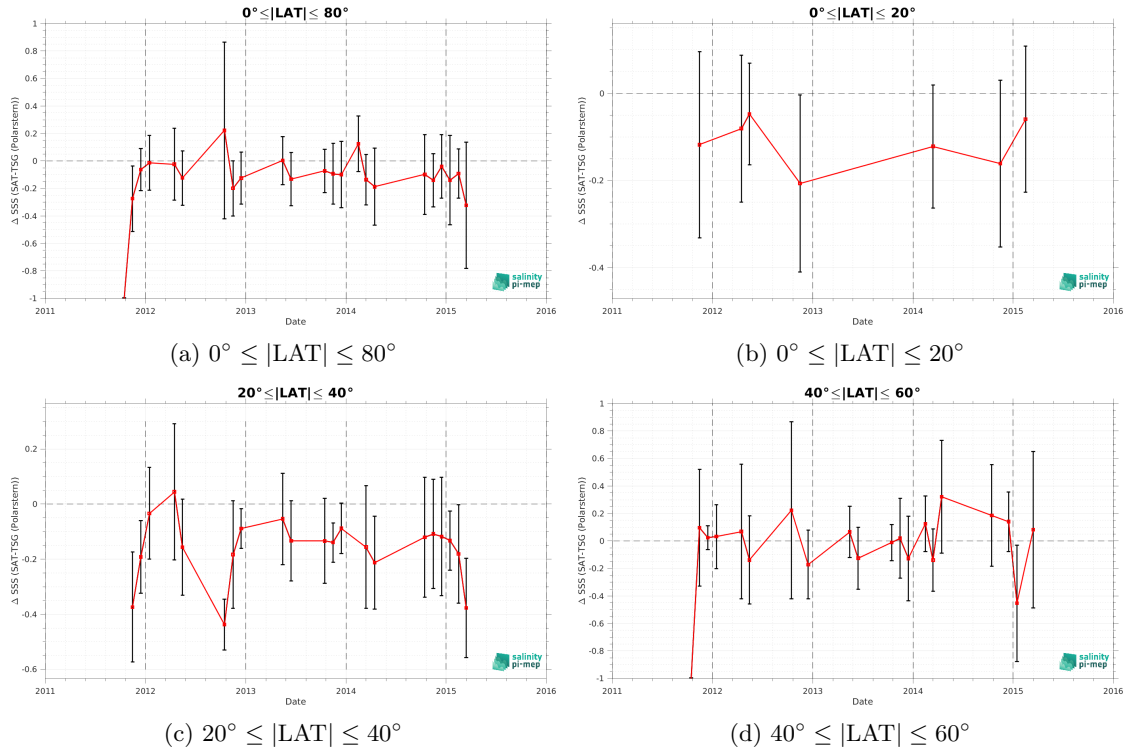 0°≤|LAT|≤ 80°
1
0.8
0.6
0.4
0.2
0
-0.2
-0.4
-0.6
-0.8
-1
Δ SSS (SAT-TSG (Polarstern))
2011 2012 2013 2014 2015 2016
Date
salinity
pi-mep
(a) 0° ≤ |LAT| ≤ 80°
0°≤|LAT|≤ 20°
0
-0.2
-0.4
Δ SSS (SAT-TSG (Polarstern))
2011 2012 2013 2014 2015 2016
Date
salinity
pi-mep
(b) 0° ≤ |LAT| ≤ 20°
20°≤|LAT|≤ 40°
0.2
0
-0.2
-0.4
-0.6
Δ SSS (SAT-TSG (Polarstern))
2011 2012 2013 2014 2015 2016
Date
salinity
pi-mep
(c) 20° ≤ |LAT| ≤ 40°
40°≤|LAT|≤ 60°
1
0.8
0.6
0.4
0.2
0
-0.2
-0.4
-0.6
-0.8
-1
Δ SSS (SAT-TSG (Polarstern))
2011 2012 2013 2014 2015 2016
Date
salinity
pi-mep
(d) 40° ≤ |LAT| ≤ 60°